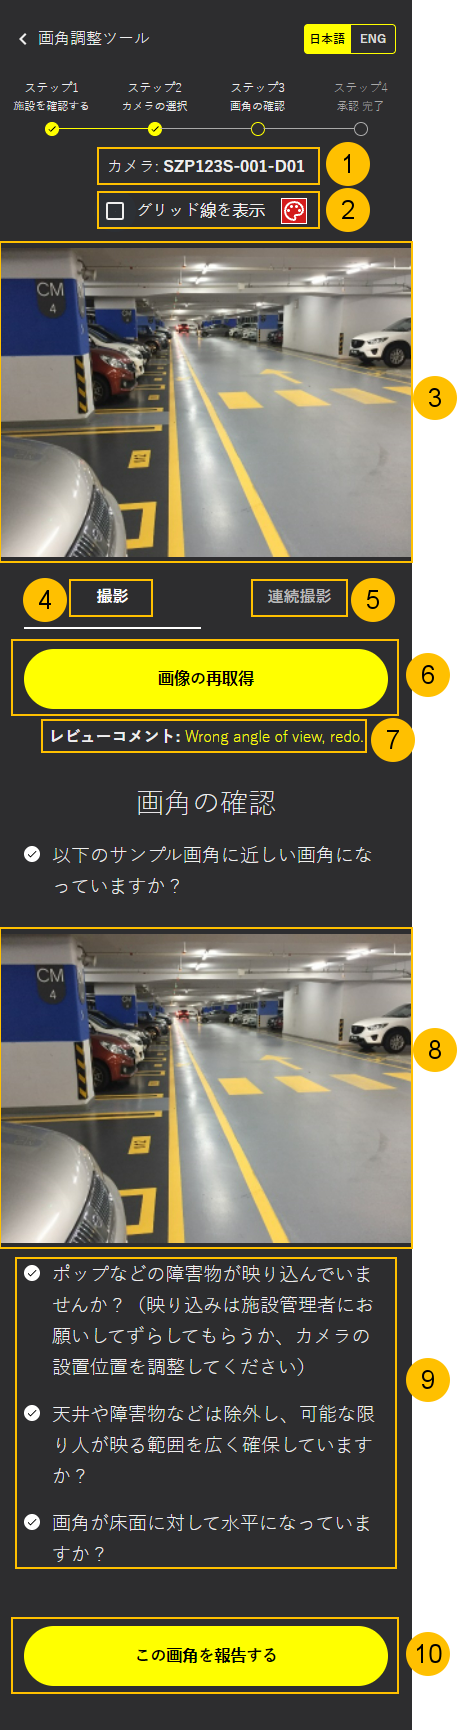 画角調整ツール
日本語 ENG
ステップ1 ステップ2 ステップ3 ステップ4
施設を確認する カメラの選択 画角の確認 承認 完了
カメラ: SZP123S-001-D01
1
グリッド線を表示
2
CM
4
3
4
撮影
連続撮影
5
画像の再取得
6
レビューコメント: Wrong angle of view, redo.
7
画角の確認
以下のサンプル画角に近しい画角にな
っていますか？
CM
4
8
ポップなどの障害物が映り込んでいま
せんか？（映り込みは施設管理者にお
願いしてずらしてもらうか、カメラの
設置位置を調整してください）
9
天井や障害物などは除外し、可能な限
り人が映る範囲を広く確保しています
か？
画角が床面に対して水平になっていま
すか？
この画角を報告する
10